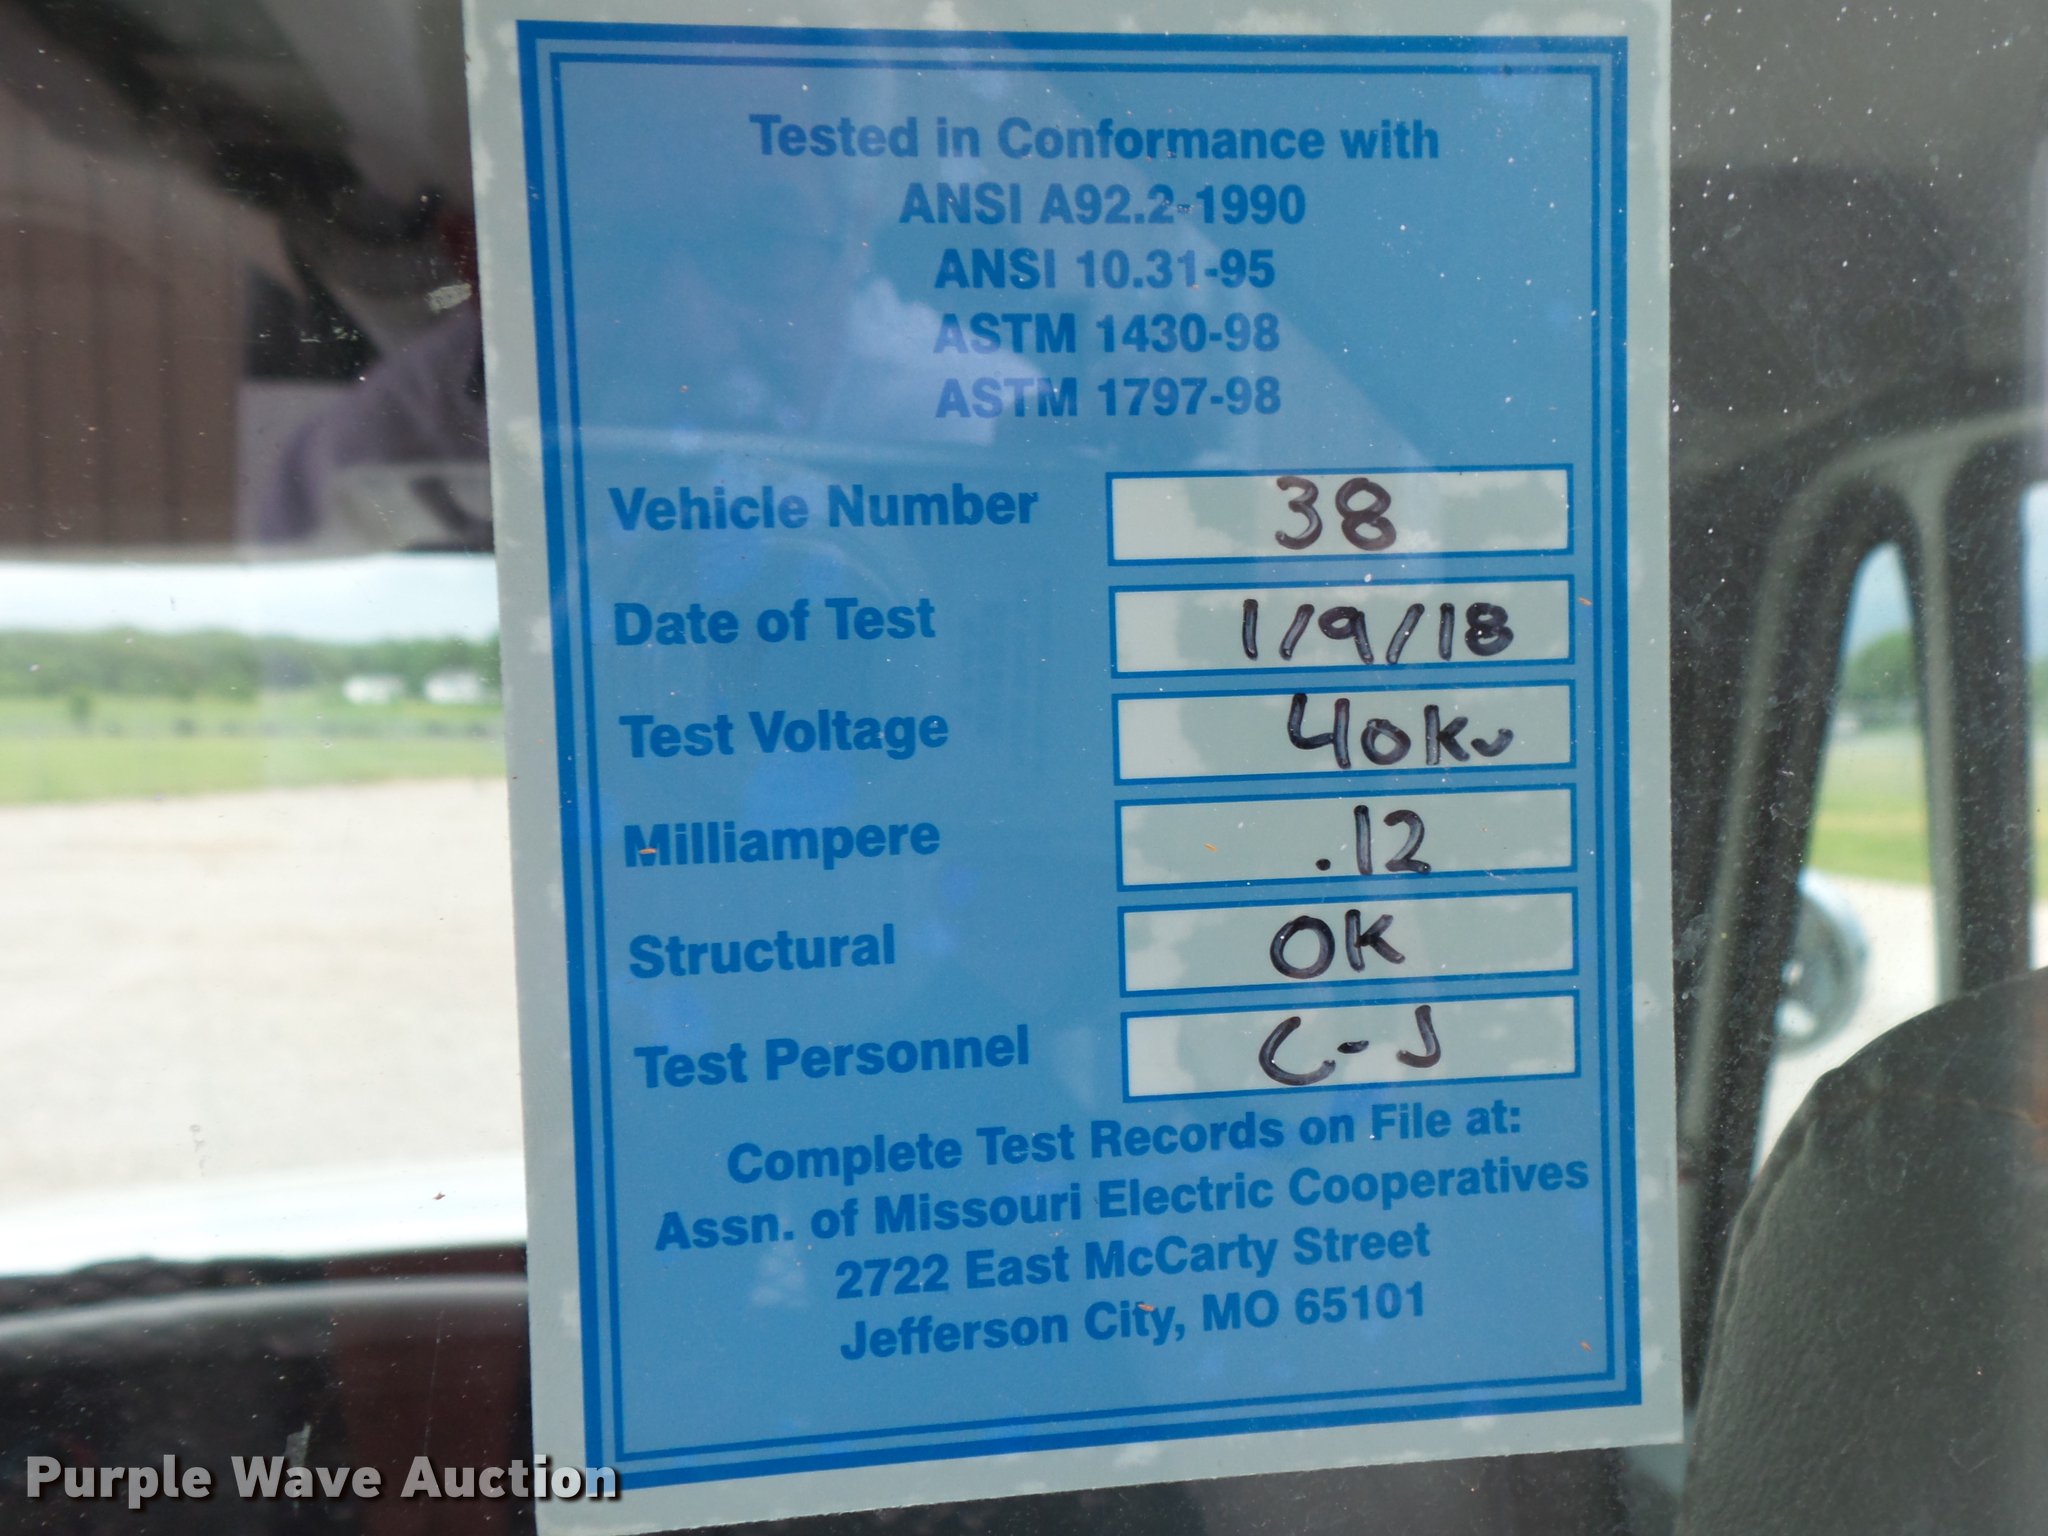 Tested in Conformance with
ANSI A92.2-1990
ANSI 10.31-95
ASTM 1430-98
ASTM 1797-98
Vehicle Number 38
Date of Test 1/9/18
Test Voltage 40Kv
Milliampere .12
Structural OK
Test Personnel C-J
Complete Test Records on File at:
Assn. of Missouri Electric Cooperatives
2722 East McCarty Street
Jefferson City, MO 65101
Purple Wave Auction